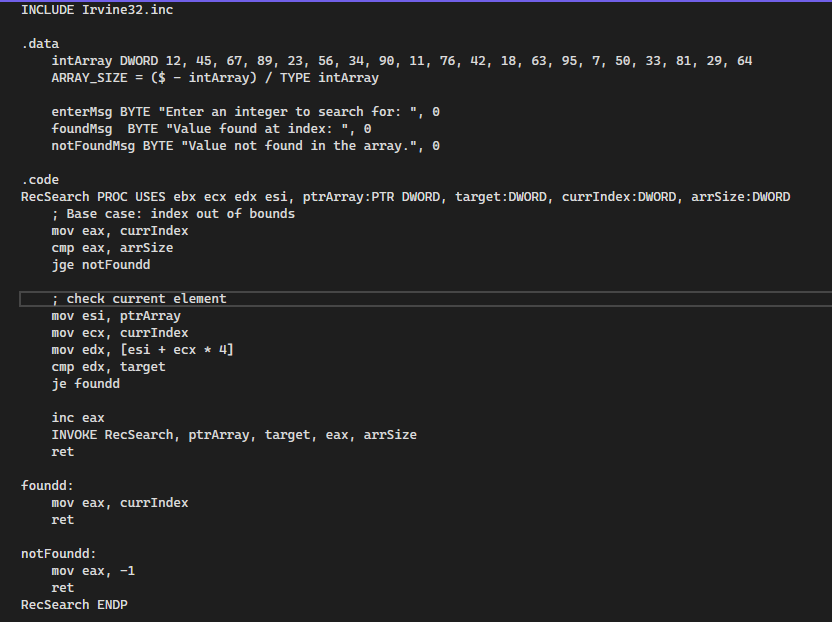 INCLUDE Irvine32.inc
.data
    intArray DWORD 12, 45, 67, 89, 23, 56, 34, 90, 11, 76, 42, 18, 63, 95, 7, 50, 33, 81, 29, 64
    ARRAY_SIZE = ($ - intArray) / TYPE intArray
    enterMsg BYTE "Enter an integer to search for: ", 0
    foundMsg  BYTE "Value found at index: ", 0
    notFoundMsg BYTE "Value not found in the array.", 0
.code
RecSearch PROC USES ebx ecx edx esi, ptrArray:PTR DWORD, target:DWORD, currIndex:DWORD, arrSize:DWORD
    ; Base case: index out of bounds
    mov eax, currIndex
    cmp eax, arrSize
    jge notFoundd
    ; check current element
    mov esi, ptrArray
    mov ecx, currIndex
    mov edx, [esi + ecx * 4]
    cmp edx, target
    je foundd
    inc eax
    INVOKE RecSearch, ptrArray, target, eax, arrSize
    ret
foundd:
    mov eax, currIndex
    ret
notFoundd:
    mov eax, -1
    ret
RecSearch ENDP